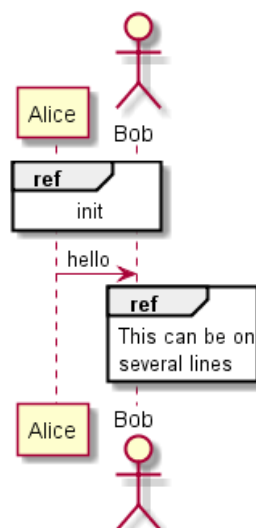 Alice
Bob
ref
init
hello
ref
This can be on
several lines
Alice
Bob